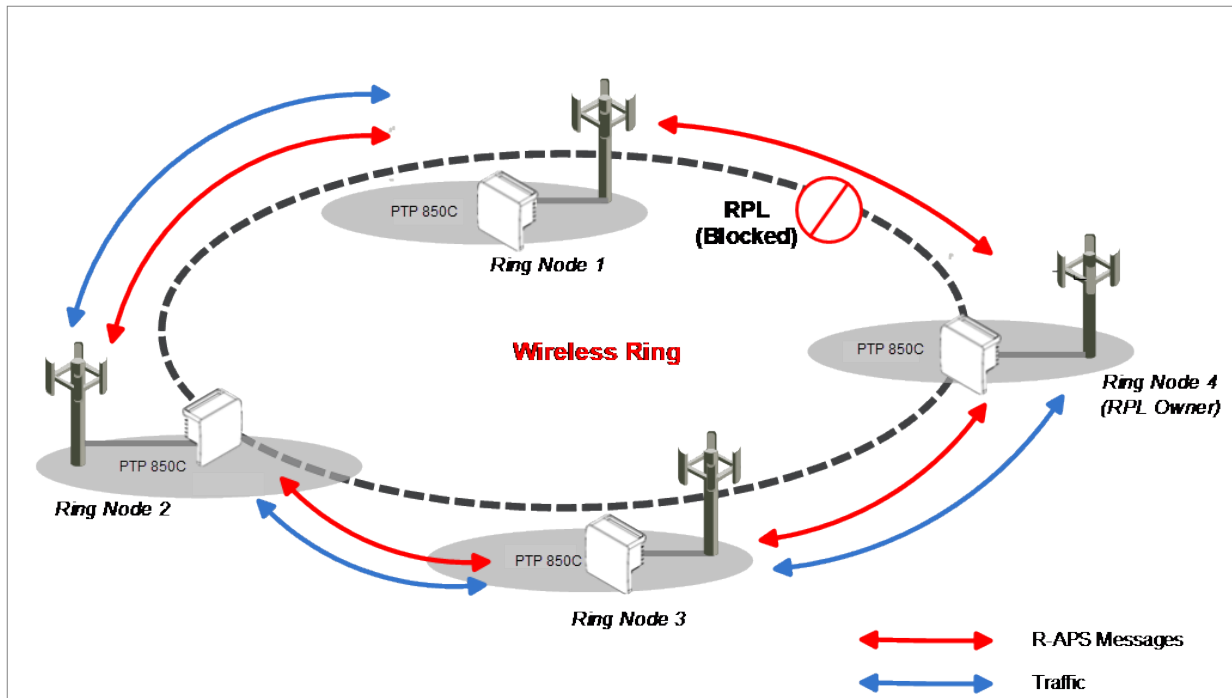 PTP 850C
Ring Node 1
RPL
(Blocked)
Wireless Ring
PTP 850C
Ring Node 4
(RPL Owner)
PTP 850C
Ring Node 2
PTP 850C
Ring Node 3
R-APS Messages
Traffic